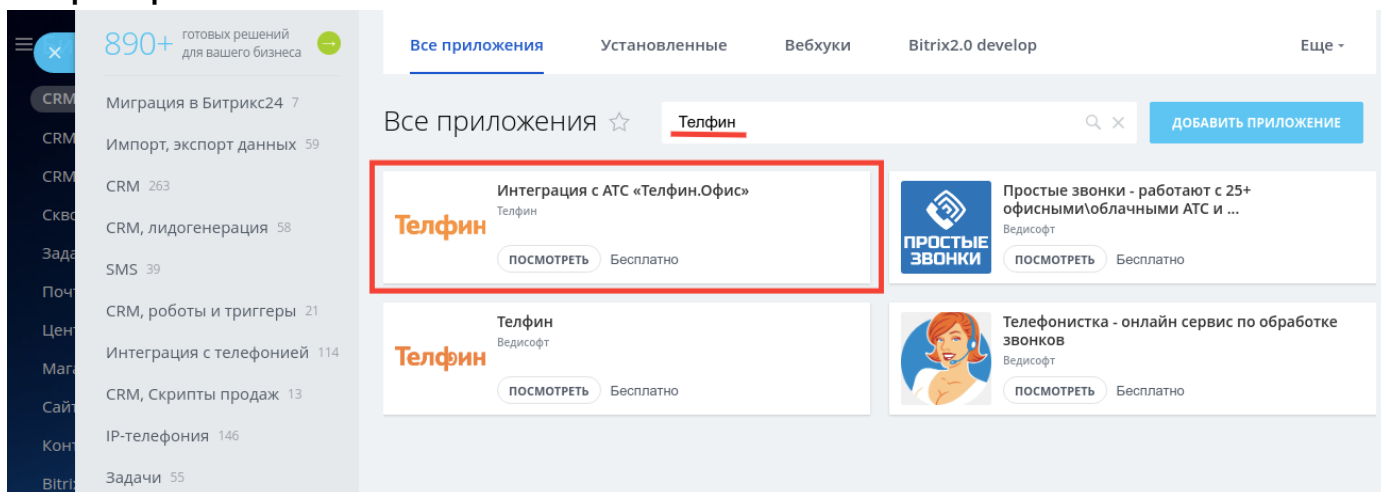 890+ готовых решений
для вашего бизнеса
Все приложения Установленные Вебхуки Bitrix2.0 develop Еще
CRM
CRM
CRM
Миграция в Битрикс24 7
Импорт, экспорт данных 59
CRM 263
CRM, лидогенерация 58
SMS 39
CRM, роботы и триггеры 21
Интеграция с телефонией 114
CRM, Скрипты продаж 13
IP-телефония 146
Задачи 55
Все приложения
Телфин
ДОБАВИТЬ ПРИЛОЖЕНИЕ
Телфин
Интеграция с АТС «Телфин.Офис»
Телфин
ПОСМОТРЕТЬ Бесплатно
ПРОСТЫЕ
ЗВОНКИ
Простые звонки - работают с 25+
офисными\облачными АТС и ...
Ведисофт
ПОСМОТРЕТЬ Бесплатно
Телфин
Телфин
Ведисофт
ПОСМОТРЕТЬ Бесплатно
Телефонистка - онлайн сервис по обработке
звонков
Ведисофт
ПОСМОТРЕТЬ Бесплатно